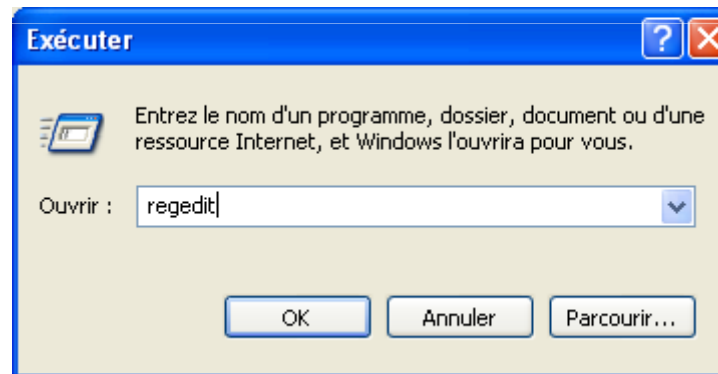 Exécuter
?
Entrez le nom d'un programme, dossier, document ou d'une
ressource Internet, et Windows l'ouvrira pour vous.
Ouvrir : regedit
OK Annuler Parcourir...